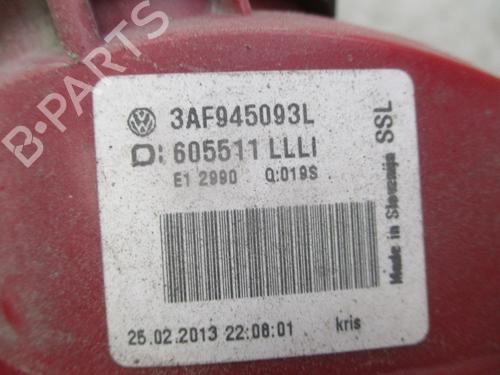 B-PARTS
3AF945093L
D: 605511 LLLI
E1 2990 Q:019S
25.02.2013 22:08:01 kris
Made in Slovenija SSL